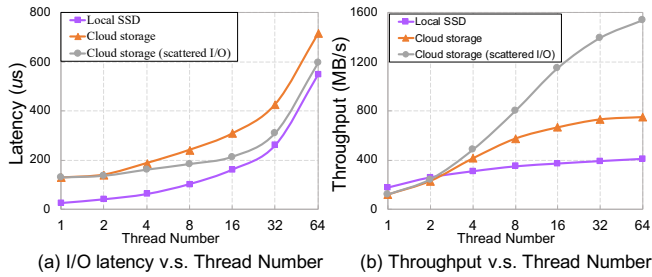 800
600
400
200
0
Latency (us)
Local SSD
Cloud storage
Cloud storage (scattered I/O)
1 2 4 8 16 32 64
Thread Number
(a) I/O latency v.s. Thread Number
1600
1200
800
400
0
Throughput (MB/s)
Local SSD
Cloud storage
Cloud storage (scattered I/O)
1 2 4 8 16 32 64
Thread Number
(b) Throughput v.s. Thread Number